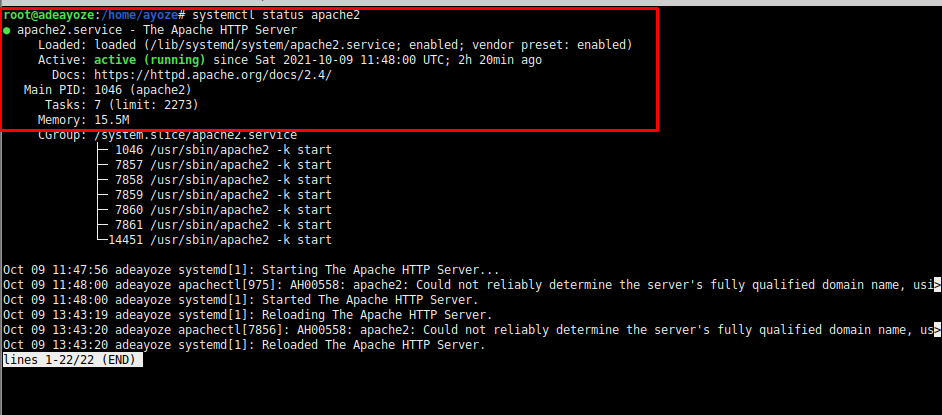 root@adeayoze:/home/ayoze# systemctl status apache2
● apache2.service - The Apache HTTP Server
Loaded: loaded (/lib/systemd/system/apache2.service; enabled; vendor preset: enabled)
Active: active (running) since Sat 2021-10-09 11:48:00 UTC; 2h 20min ago
Docs: https://httpd.apache.org/docs/2.4/
Main PID: 1046 (apache2)
Tasks: 7 (limit: 2273)
Memory: 15.5M
CGroup: /system.slice/apache2.service
├─ 1046 /usr/sbin/apache2 -k start
├─ 7857 /usr/sbin/apache2 -k start
├─ 7858 /usr/sbin/apache2 -k start
├─ 7859 /usr/sbin/apache2 -k start
├─ 7860 /usr/sbin/apache2 -k start
├─ 7861 /usr/sbin/apache2 -k start
└─14451 /usr/sbin/apache2 -k start
Oct 09 11:47:56 adeayoze systemd[1]: Starting The Apache HTTP Server...
Oct 09 11:48:00 adeayoze apachectl[975]: AH00558: apache2: Could not reliably determine the server's fully qualified domain name, usi>
Oct 09 11:48:00 adeayoze systemd[1]: Started The Apache HTTP Server.
Oct 09 13:43:19 adeayoze systemd[1]: Reloading The Apache HTTP Server.
Oct 09 13:43:20 adeayoze apachectl[7856]: AH00558: apache2: Could not reliably determine the server's fully qualified domain name, us>
Oct 09 13:43:20 adeayoze systemd[1]: Reloaded The Apache HTTP Server.
lines 1-22/22 (END)